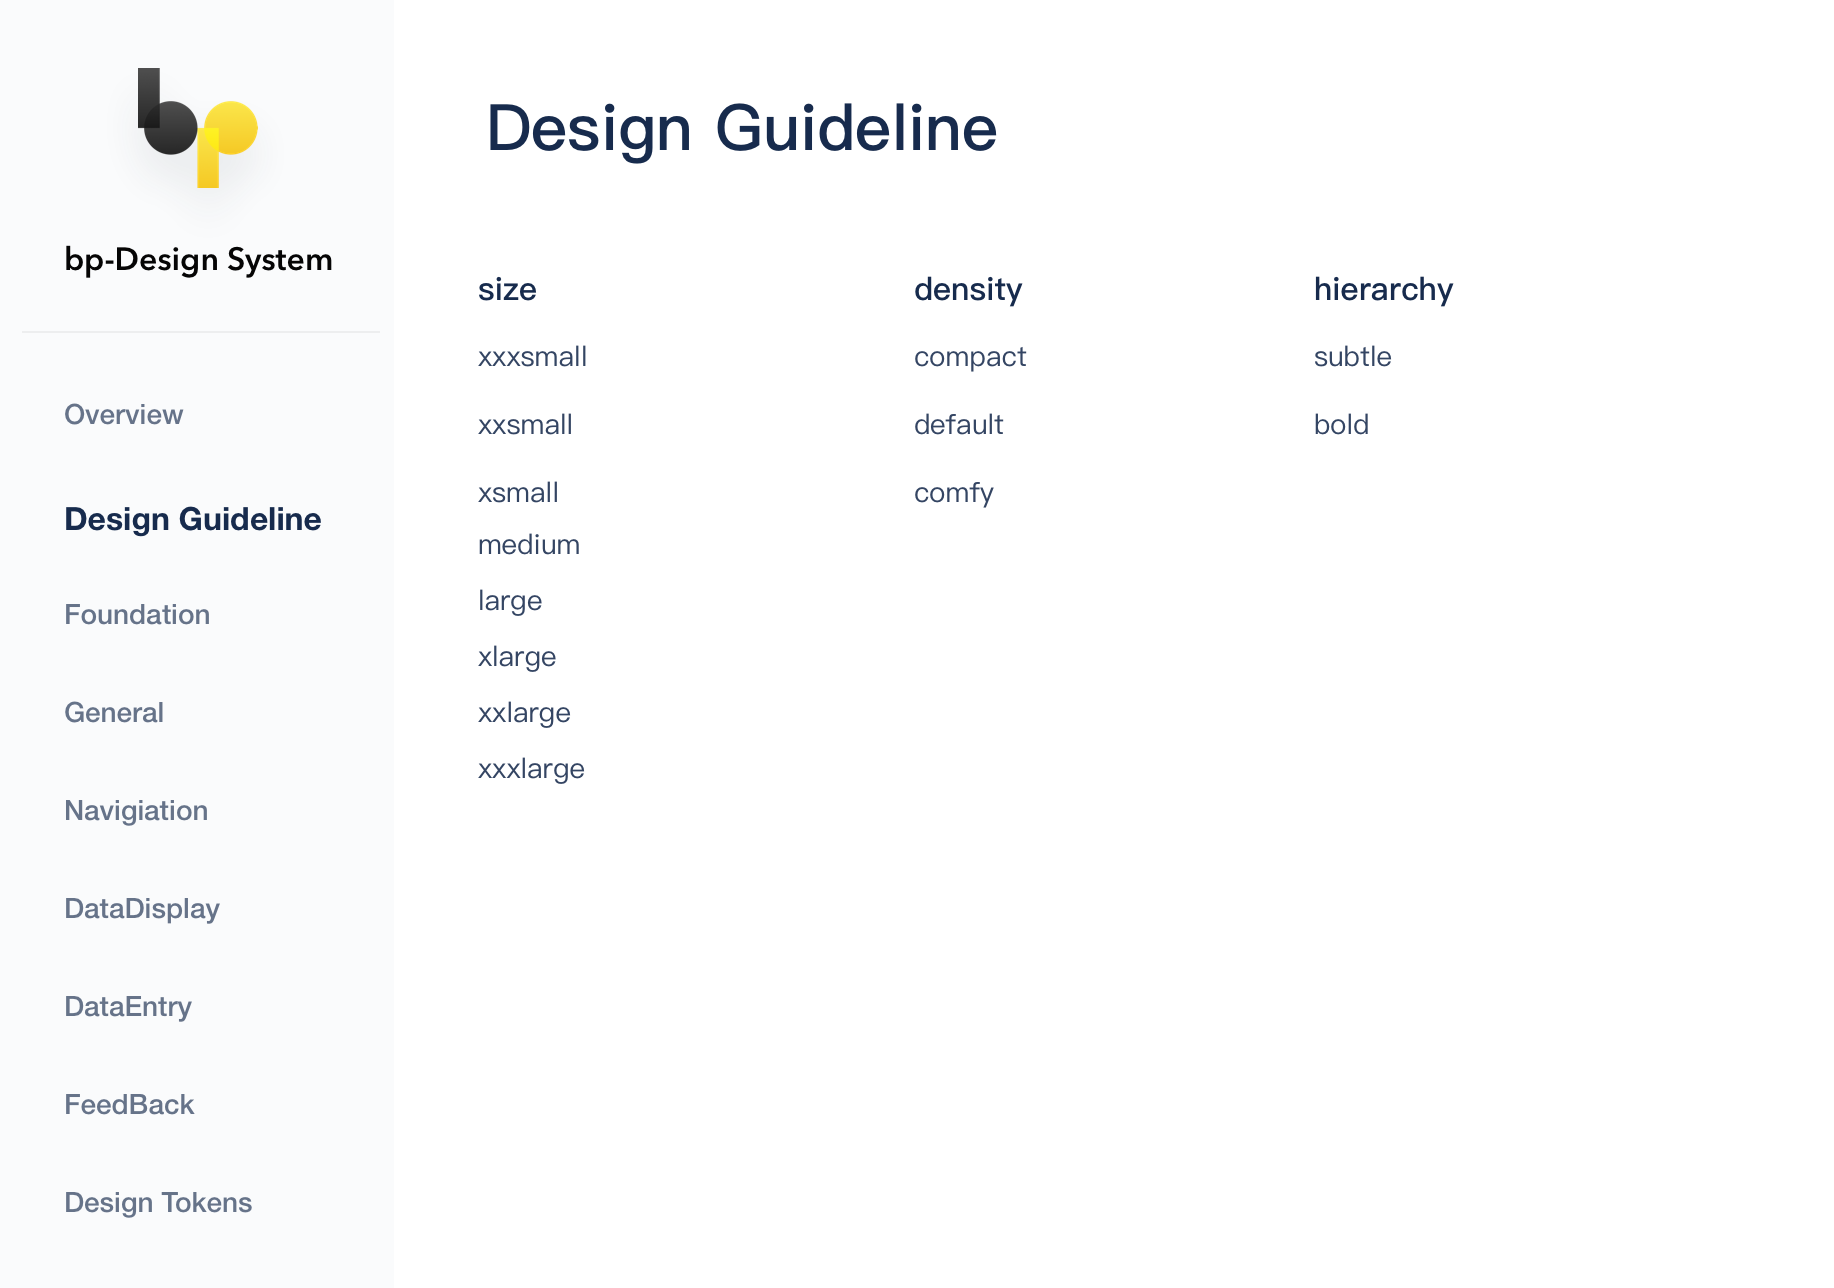 bp
bp-Design System
Overview
Design Guideline
Foundation
General
Navigiation
DataDisplay
DataEntry
FeedBack
Design Tokens
Design Guideline
size
xxxsmall
xxsmall
xsmall
medium
large
xlarge
xxlarge
xxxlarge
density
compact
default
comfy
hierarchy
subtle
bold